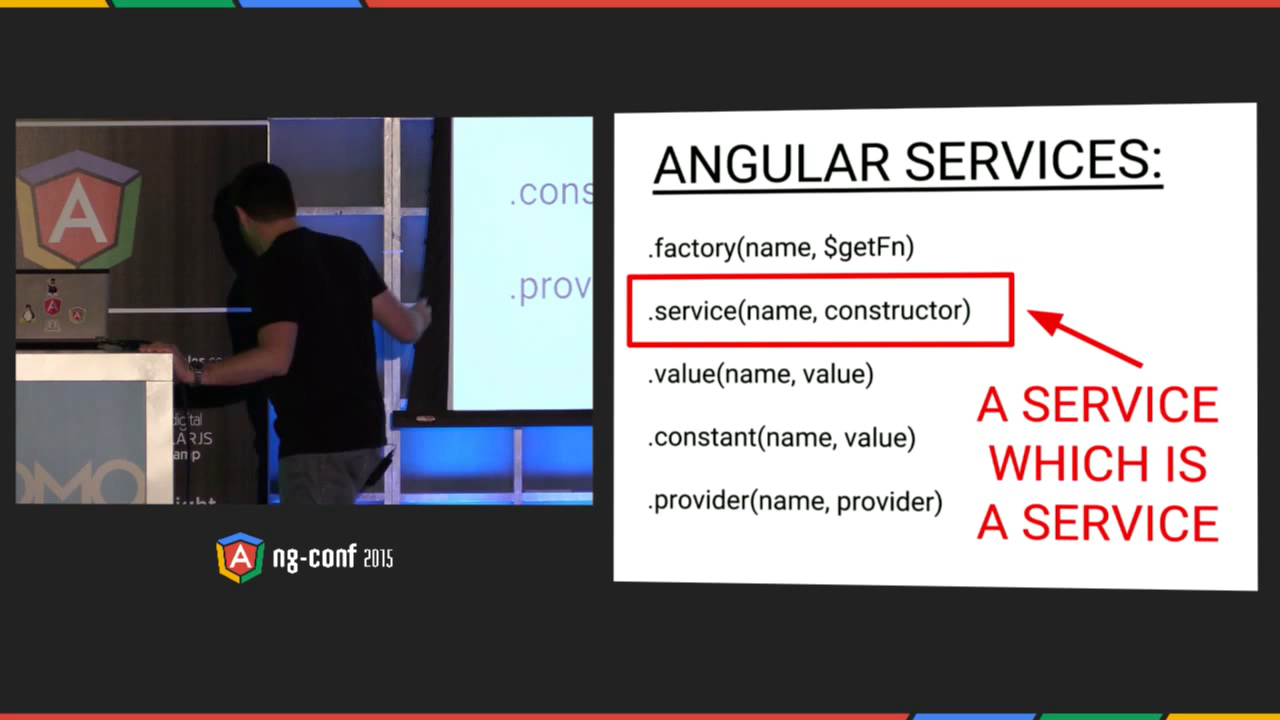 A
.cons
.prov
digital
ng-conf 2015
ANGULAR SERVICES:
.factory(name, $getFn)
.service(name, constructor)
.value(name, value)
.constant(name, value)
.provider(name, provider)
A SERVICE
WHICH IS
A SERVICE